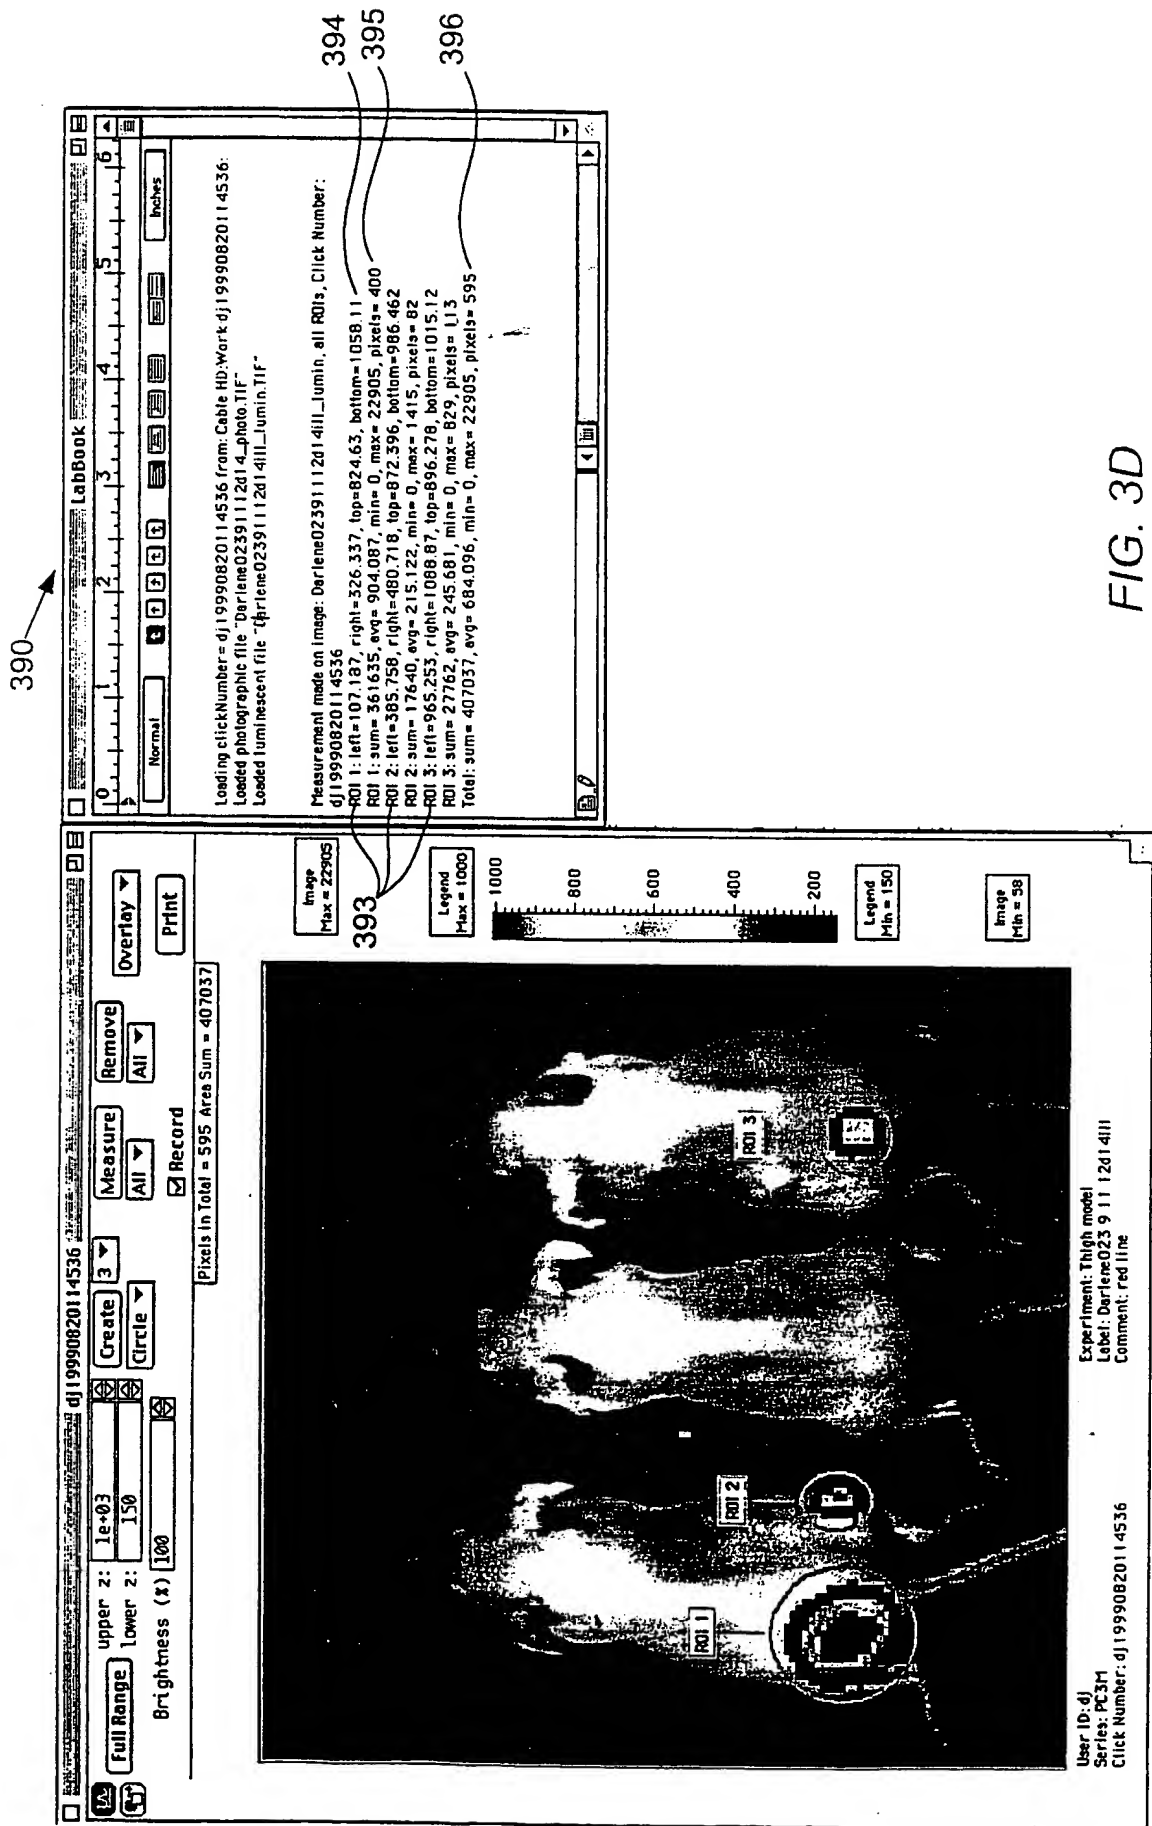 390
dj19990820114536
Full Range
upper z: 1e+03
lower z: 150
Brightness (%) 100
Create 3
Circle
Measure
All
Record
Remove
All
Overlay
Print
Pixels in Total = 595 Area Sum = 407037
Image
Max = 22905
Legend
Max = 1000
1000
800
600
400
200
Legend
Min = 150
Image
Min = 58
ROI 1
ROI 2
ROI 3
User ID: dj
Series: PC3M
Click Number: dj19990820114536
Experiment: Thigh model
Label: Darlene023 9 11 12d14ill
Comment: red line
LabBook
0 1 2 3 4 5 6
Normal
Inches
Loading clickNumber = dj19990820114536 from: Cable HD:Work:dj19990820114536:
Loaded photographic file "Darlene02391112d14_photo.TIF"
Loaded luminescent file "Darlene02391112d14ill_lumin.TIF"
Measurement made on image: Darlene02391112d14ill_lumin, all ROIs, Click Number:
dj19990820114536
ROI 1: left=107.187, right=326.337, top=824.63, bottom=1058.11
ROI 1: sum= 361635, avg= 904.087, min= 0, max= 22905, pixels= 400
ROI 2: left=385.758, right=480.718, top=872.396, bottom=986.462
ROI 2: sum= 17640, avg= 215.122, min= 0, max= 1415, pixels= 82
ROI 3: left=965.253, right=1088.87, top=896.278, bottom=1015.12
ROI 3: sum= 27762, avg= 245.681, min= 0, max= 829, pixels= 113
Total: sum= 407037, avg= 684.096, min= 0, max= 22905, pixels= 595
393
394
395
396
FIG. 3D